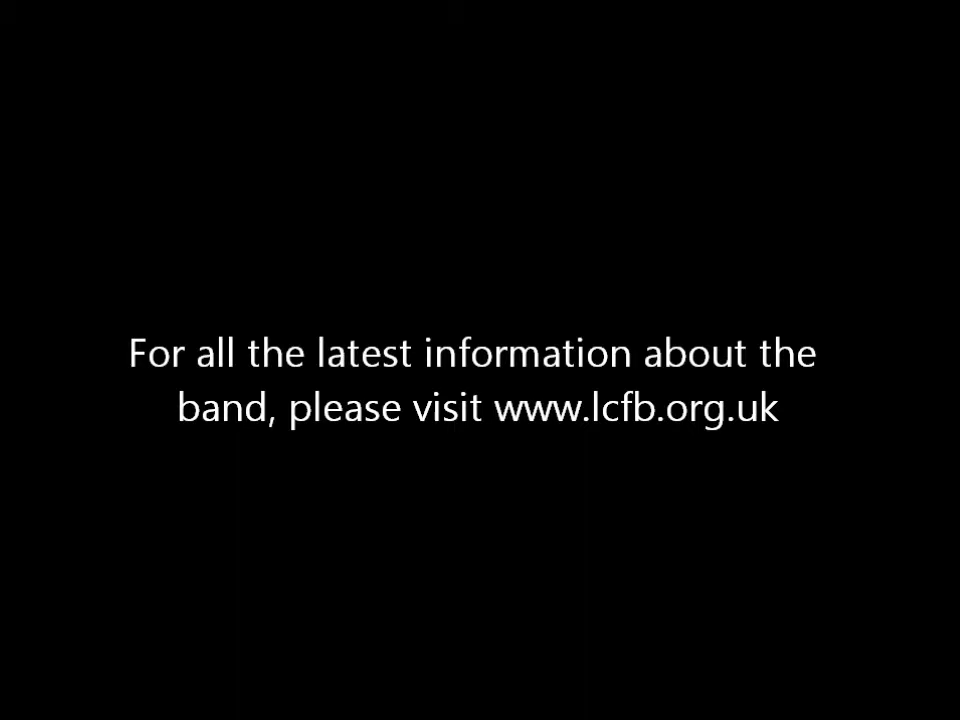 For all the latest information about the
band, please visit www.lcfb.org.uk